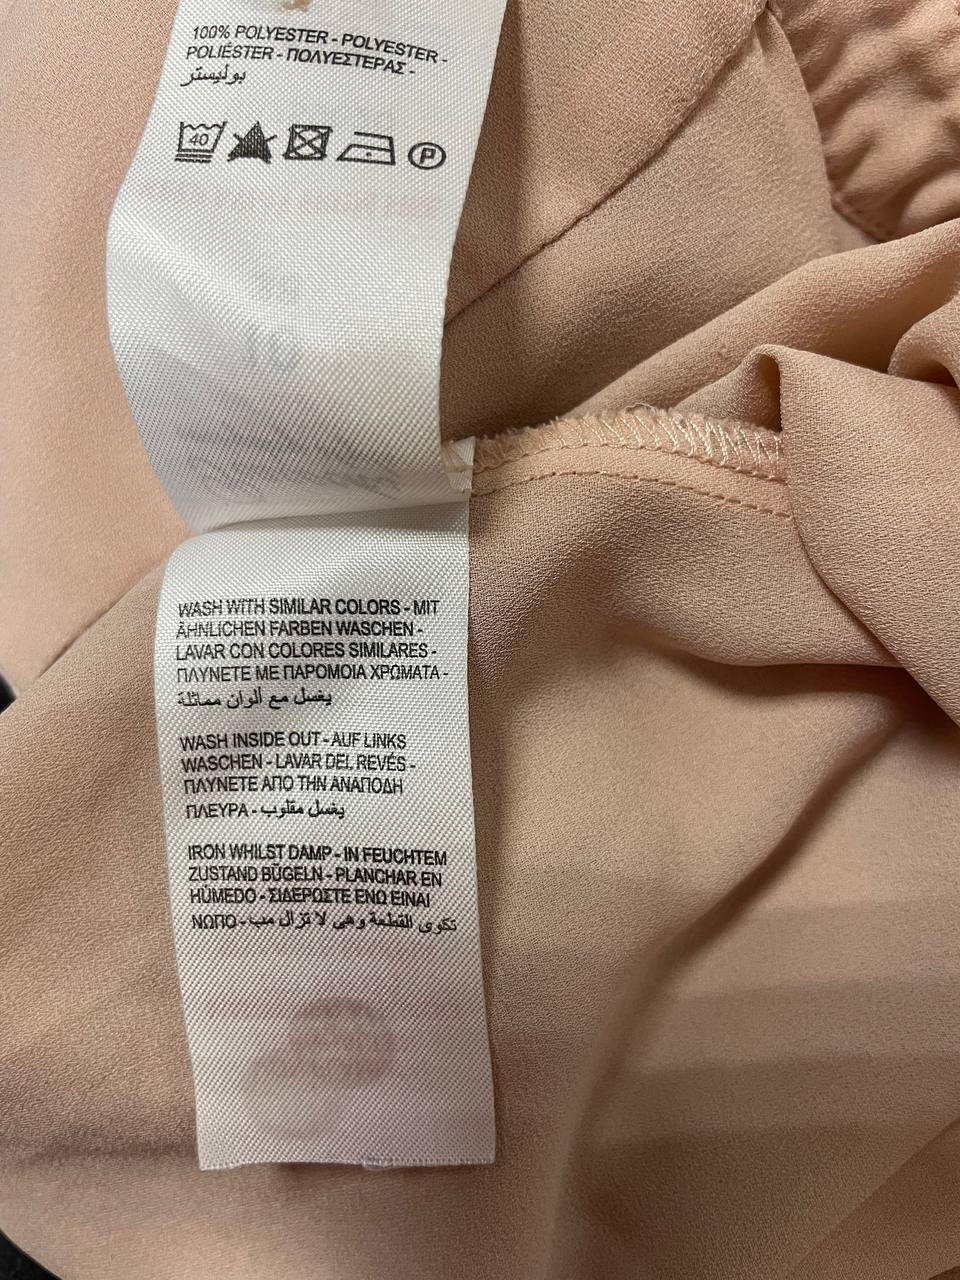 100% POLYESTER - POLYESTER -
POLIÉSTER - ΠΟΛΥΕΣΤΕΡΑΣ -
بوليستر
40
P
WASH WITH SIMILAR COLORS - MIT
ÄHNLICHEN FARBEN WASCHEN -
LAVAR CON COLORES SIMILARES -
ΠΛΥΝΕΤΕ ΜΕ ΠΑΡΟΜΟΙΑ ΧΡΩΜΑΤΑ -
يغسل مع ألوان مماثلة
WASH INSIDE OUT - AUF LINKS
WASCHEN - LAVAR DEL REVÉS -
ΠΛΥΝΕΤΕ ΑΠΟ ΤΗΝ ΑΝΑΠΟΔΗ
ΠΛΕΥΡΑ - يغسل مقلوب
IRON WHILST DAMP - IN FEUCHTEM
ZUSTAND BÜGELN - PLANCHAR EN
HÚMEDO - ΣΙΔΕΡΩΣΤΕ ΕΝΩ ΕΙΝΑΙ
ΝΩΠΟ - تكوى القطعة وهى لا تزال